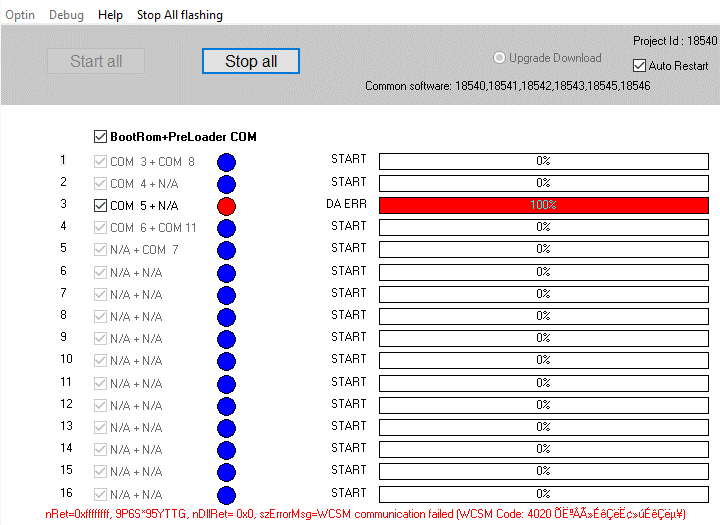 Optin Debug Help Stop All flashing
Project Id : 18540
Start all Stop all Upgrade Download
Auto Restart
Common software: 18540,18541,18542,18543,18545,18546
BootRom+PreLoader COM
1 COM 3 + COM 8 START 0%
2 COM 4 + N/A START 0%
3 COM 5 + N/A DA ERR 100%
4 COM 6 + COM 11 START 0%
5 N/A + COM 7 START 0%
6 N/A + N/A START 0%
7 N/A + N/A START 0%
8 N/A + N/A START 0%
9 N/A + N/A START 0%
10 N/A + N/A START 0%
11 N/A + N/A START 0%
12 N/A + N/A START 0%
13 N/A + N/A START 0%
14 N/A + N/A START 0%
15 N/A + N/A START 0%
16 N/A + N/A START 0%
nRet=0xffffffff, 9P6S*95YTTG, nDllRet= 0x0, szErrorMsg=WCSM communication failed (WCSM Code: 4020